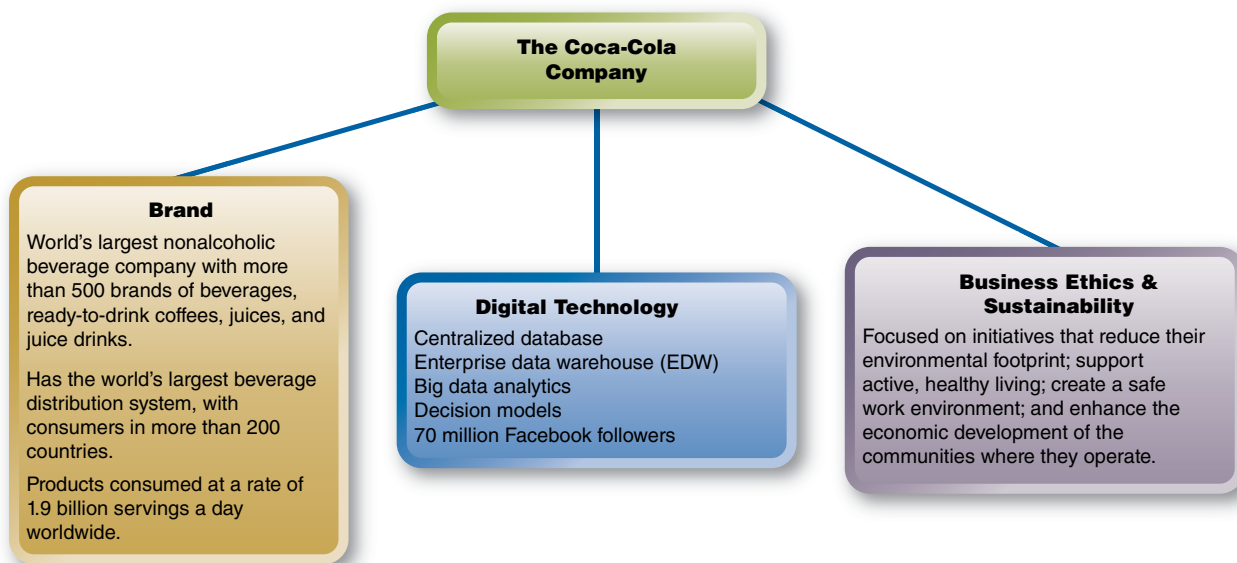 The Coca-Cola
Company
Brand
World's largest nonalcoholic
beverage company with more
than 500 brands of beverages,
ready-to-drink coffees, juices, and
juice drinks.
Has the world's largest beverage
distribution system, with
consumers in more than 200
countries.
Products consumed at a rate of
1.9 billion servings a day
worldwide.
Digital Technology
Centralized database
Enterprise data warehouse (EDW)
Big data analytics
Decision models
70 million Facebook followers
Business Ethics &
Sustainability
Focused on initiatives that reduce their
environmental footprint; support
active, healthy living; create a safe
work environment; and enhance the
economic development of the
communities where they operate.